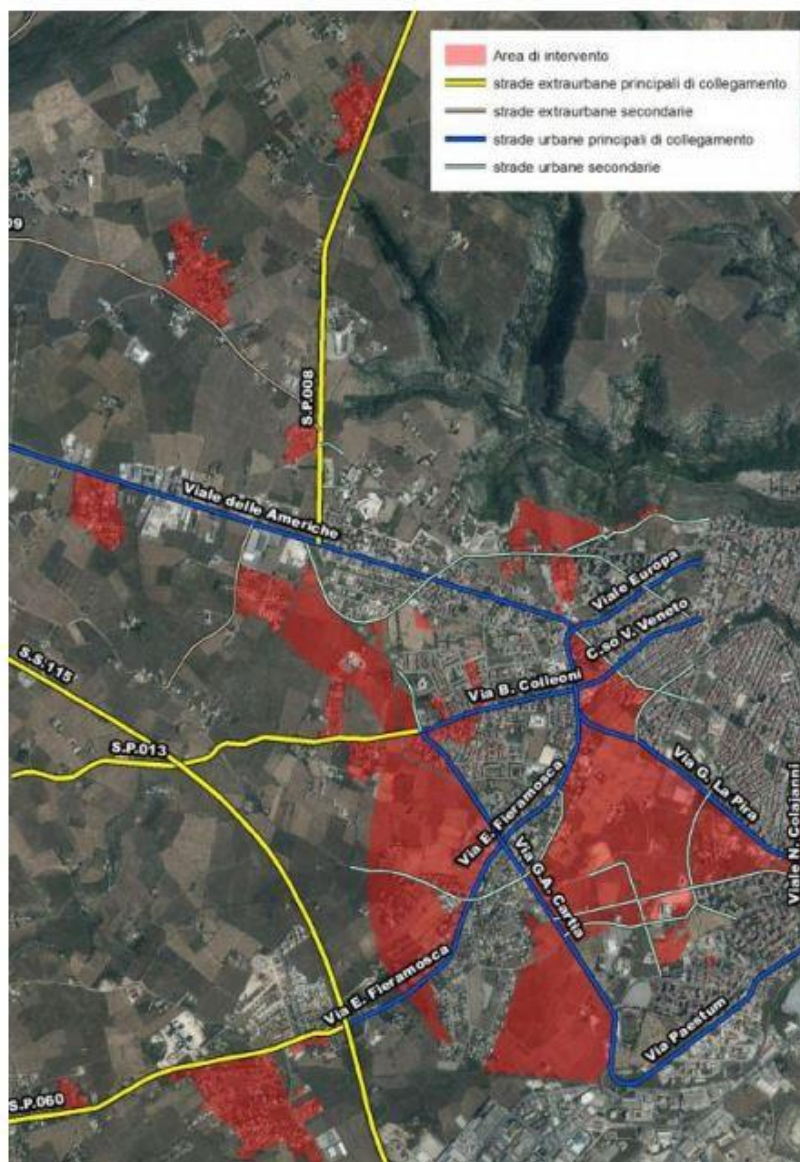 Area di intervento
strade extraurbane principali di collegamento
strade extraurbane secondarie
strade urbane principali di collegamento
strade urbane secondarie
09
S.P.008
Viale delle Americhe
Viale Europa
C.so V. Veneto
Via B. Colleoni
S.S.115
S.P.013
Via G. La Pira
Via E. Fieramosca
Viale N. Colajanni
Via G.A. Cartia
Via E. Fieramosca
Via Paestum
S.P.060